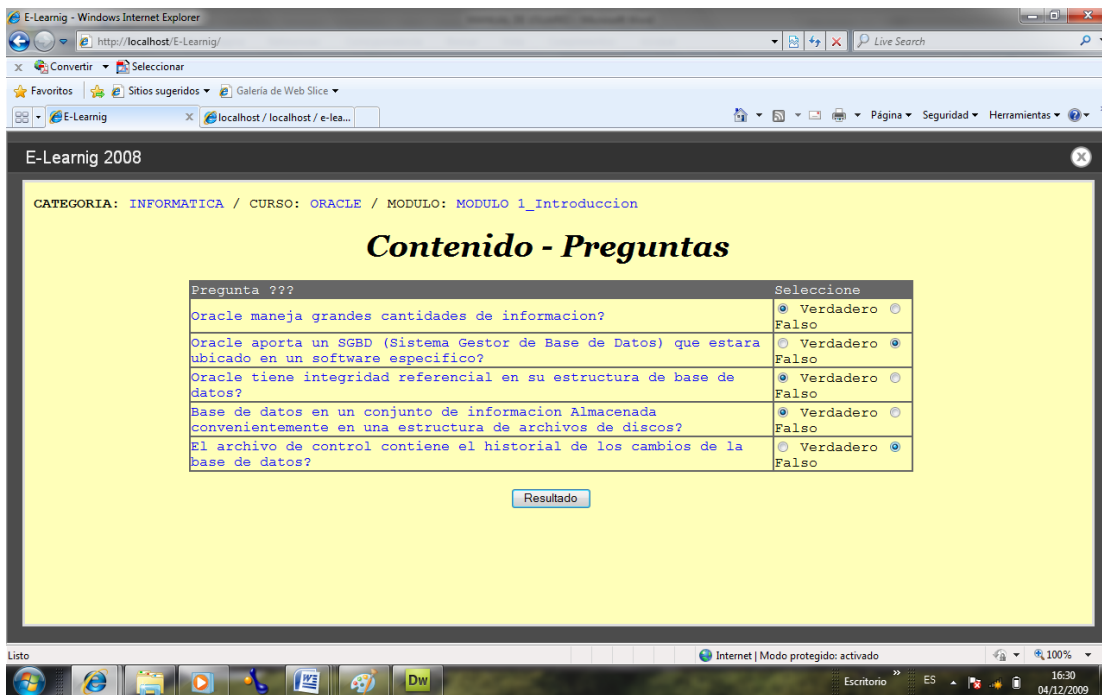 E-Learnig - Windows Internet Explorer
http://localhost/E-Learnig/
Live Search
x Convertir Seleccionar
Favoritos Sitios sugeridos Galería de Web Slice
E-Learnig x localhost / localhost / e-lea... Página Seguridad Herramientas
E-Learnig 2008
CATEGORIA: INFORMATICA / CURSO: ORACLE / MODULO: MODULO 1_Introduccion
Contenido - Preguntas
Pregunta ??? Seleccione
Oracle maneja grandes cantidades de informacion? Verdadero
Falso
Oracle aporta un SGBD (Sistema Gestor de Base de Datos) que estara Verdadero
ubicado en un software especifico? Falso
Oracle tiene integridad referencial en su estructura de base de Verdadero
datos? Falso
Base de datos en un conjunto de informacion Almacenada Verdadero
convenientemente en una estructura de archivos de discos? Falso
El archivo de control contiene el historial de los cambios de la Verdadero
base de datos? Falso
Resultado
Listo Internet | Modo protegido: activado 100%
Dw Escritorio ES 16:30
04/12/2009